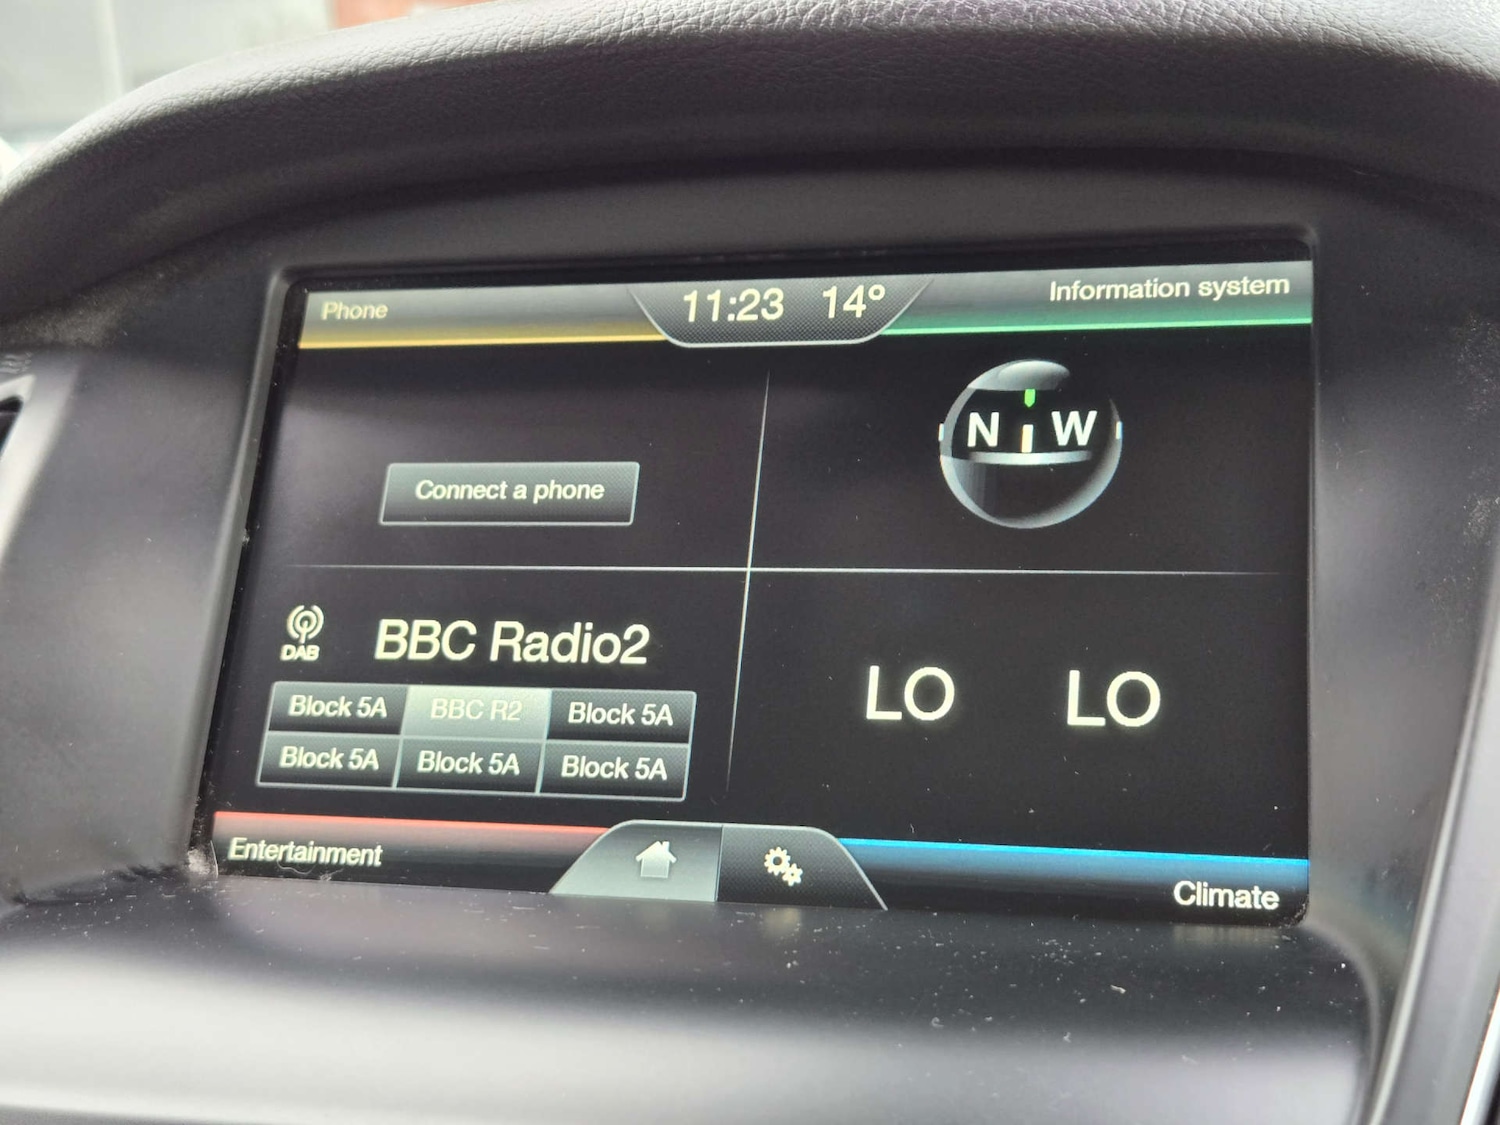 Phone
11:23 14°
Information system
N W
Connect a phone
DAB
BBC Radio2
Block 5A BBC R2 Block 5A
Block 5A Block 5A Block 5A
LO LO
Entertainment
Climate